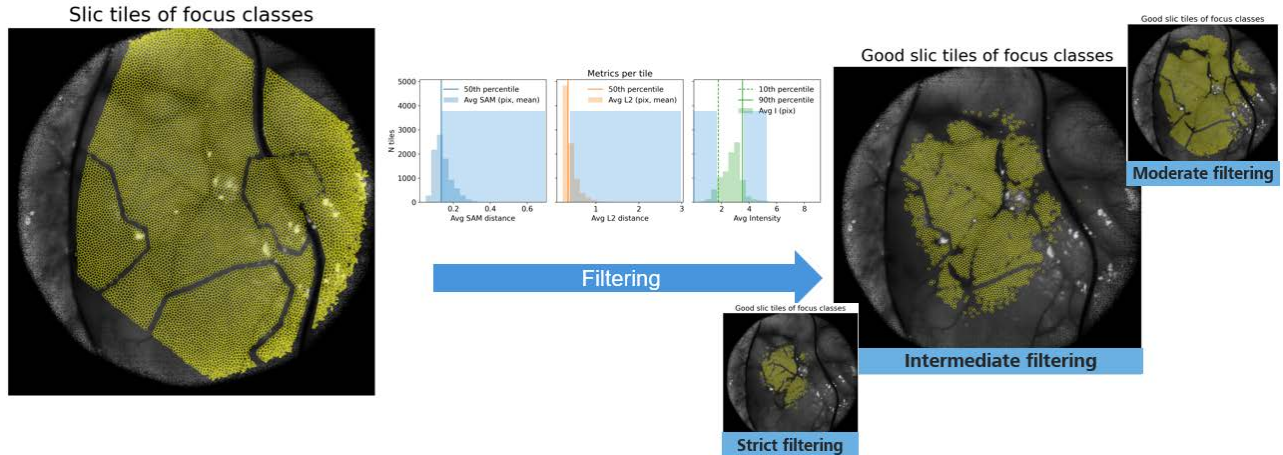 Slic tiles of focus classes
Metrics per tile
N tiles
5000
4000
3000
2000
1000
0
50th percentile
Avg SAM (pix, mean)
0.2 0.4 0.6
Avg SAM distance
50th percentile
Avg L2 (pix, mean)
1 2 3
Avg L2 distance
10th percentile
90th percentile
Avg I (pix)
2 4 6 8
Avg Intensity
Filtering
Good slic tiles of focus classes
Strict filtering
Good slic tiles of focus classes
Intermediate filtering
Good slic tiles of focus classes
Moderate filtering